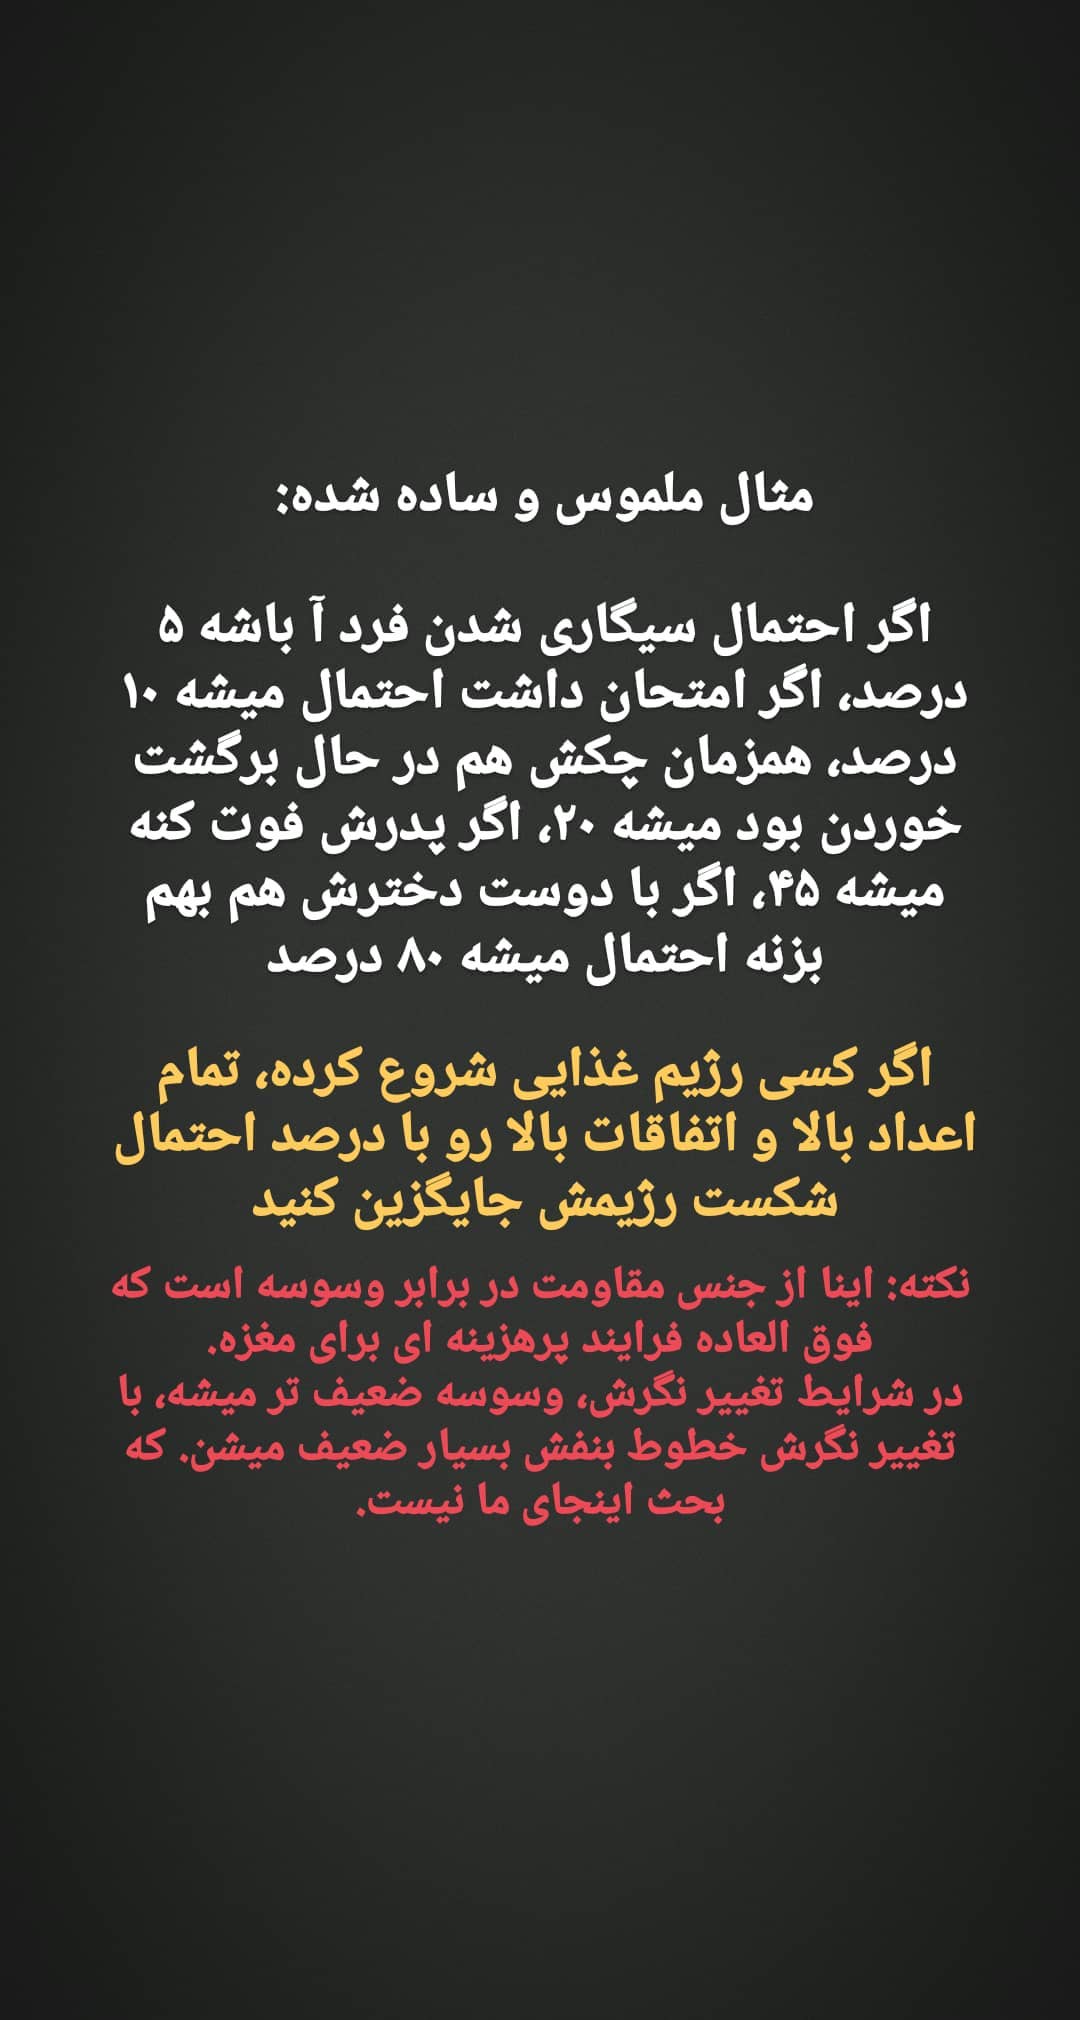 مثال ملموس و ساده شده:
اگر احتمال سیگاری شدن فرد آ باشه ۵
درصد، اگر امتحان داشت احتمال میشه ۱۰
درصد، همزمان چکش هم در حال برگشت
خوردن بود میشه ۲۰، اگر پدرش فوت کنه
میشه ۴۵، اگر با دوست دخترش هم بهم
بزنه احتمال میشه ۸۰ درصد
اگر کسی رژیم غذایی شروع کرده، تمام
اعداد بالا و اتفاقات بالا رو با درصد احتمال
شکست رژیمش جایگزین کنید
نکته: اینا از جنس مقاومت در برابر وسوسه است که
فوق العاده فرایند پرهزینه ای برای مغزه.
در شرایط تغییر نگرش، وسوسه ضعیف تر میشه، با
تغییر نگرش خطوط بنفش بسیار ضعیف میشن. که
بحث اینجای ما نیست.